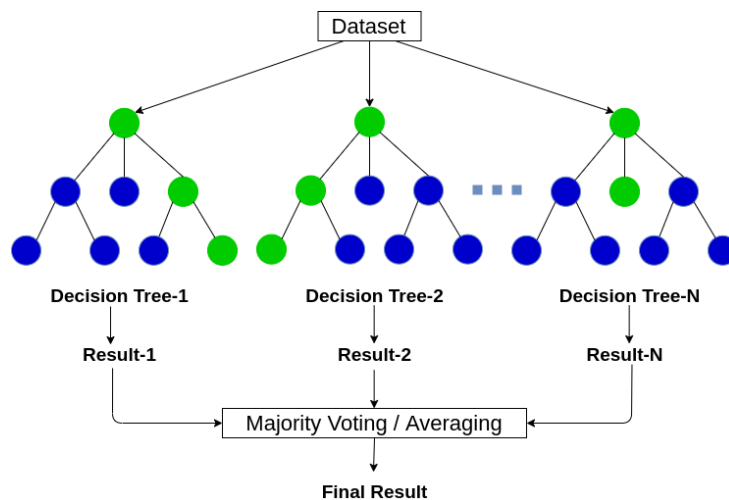 Dataset
Decision Tree-1
Decision Tree-2
Decision Tree-N
Result-1
Result-2
Result-N
Majority Voting / Averaging
Final Result